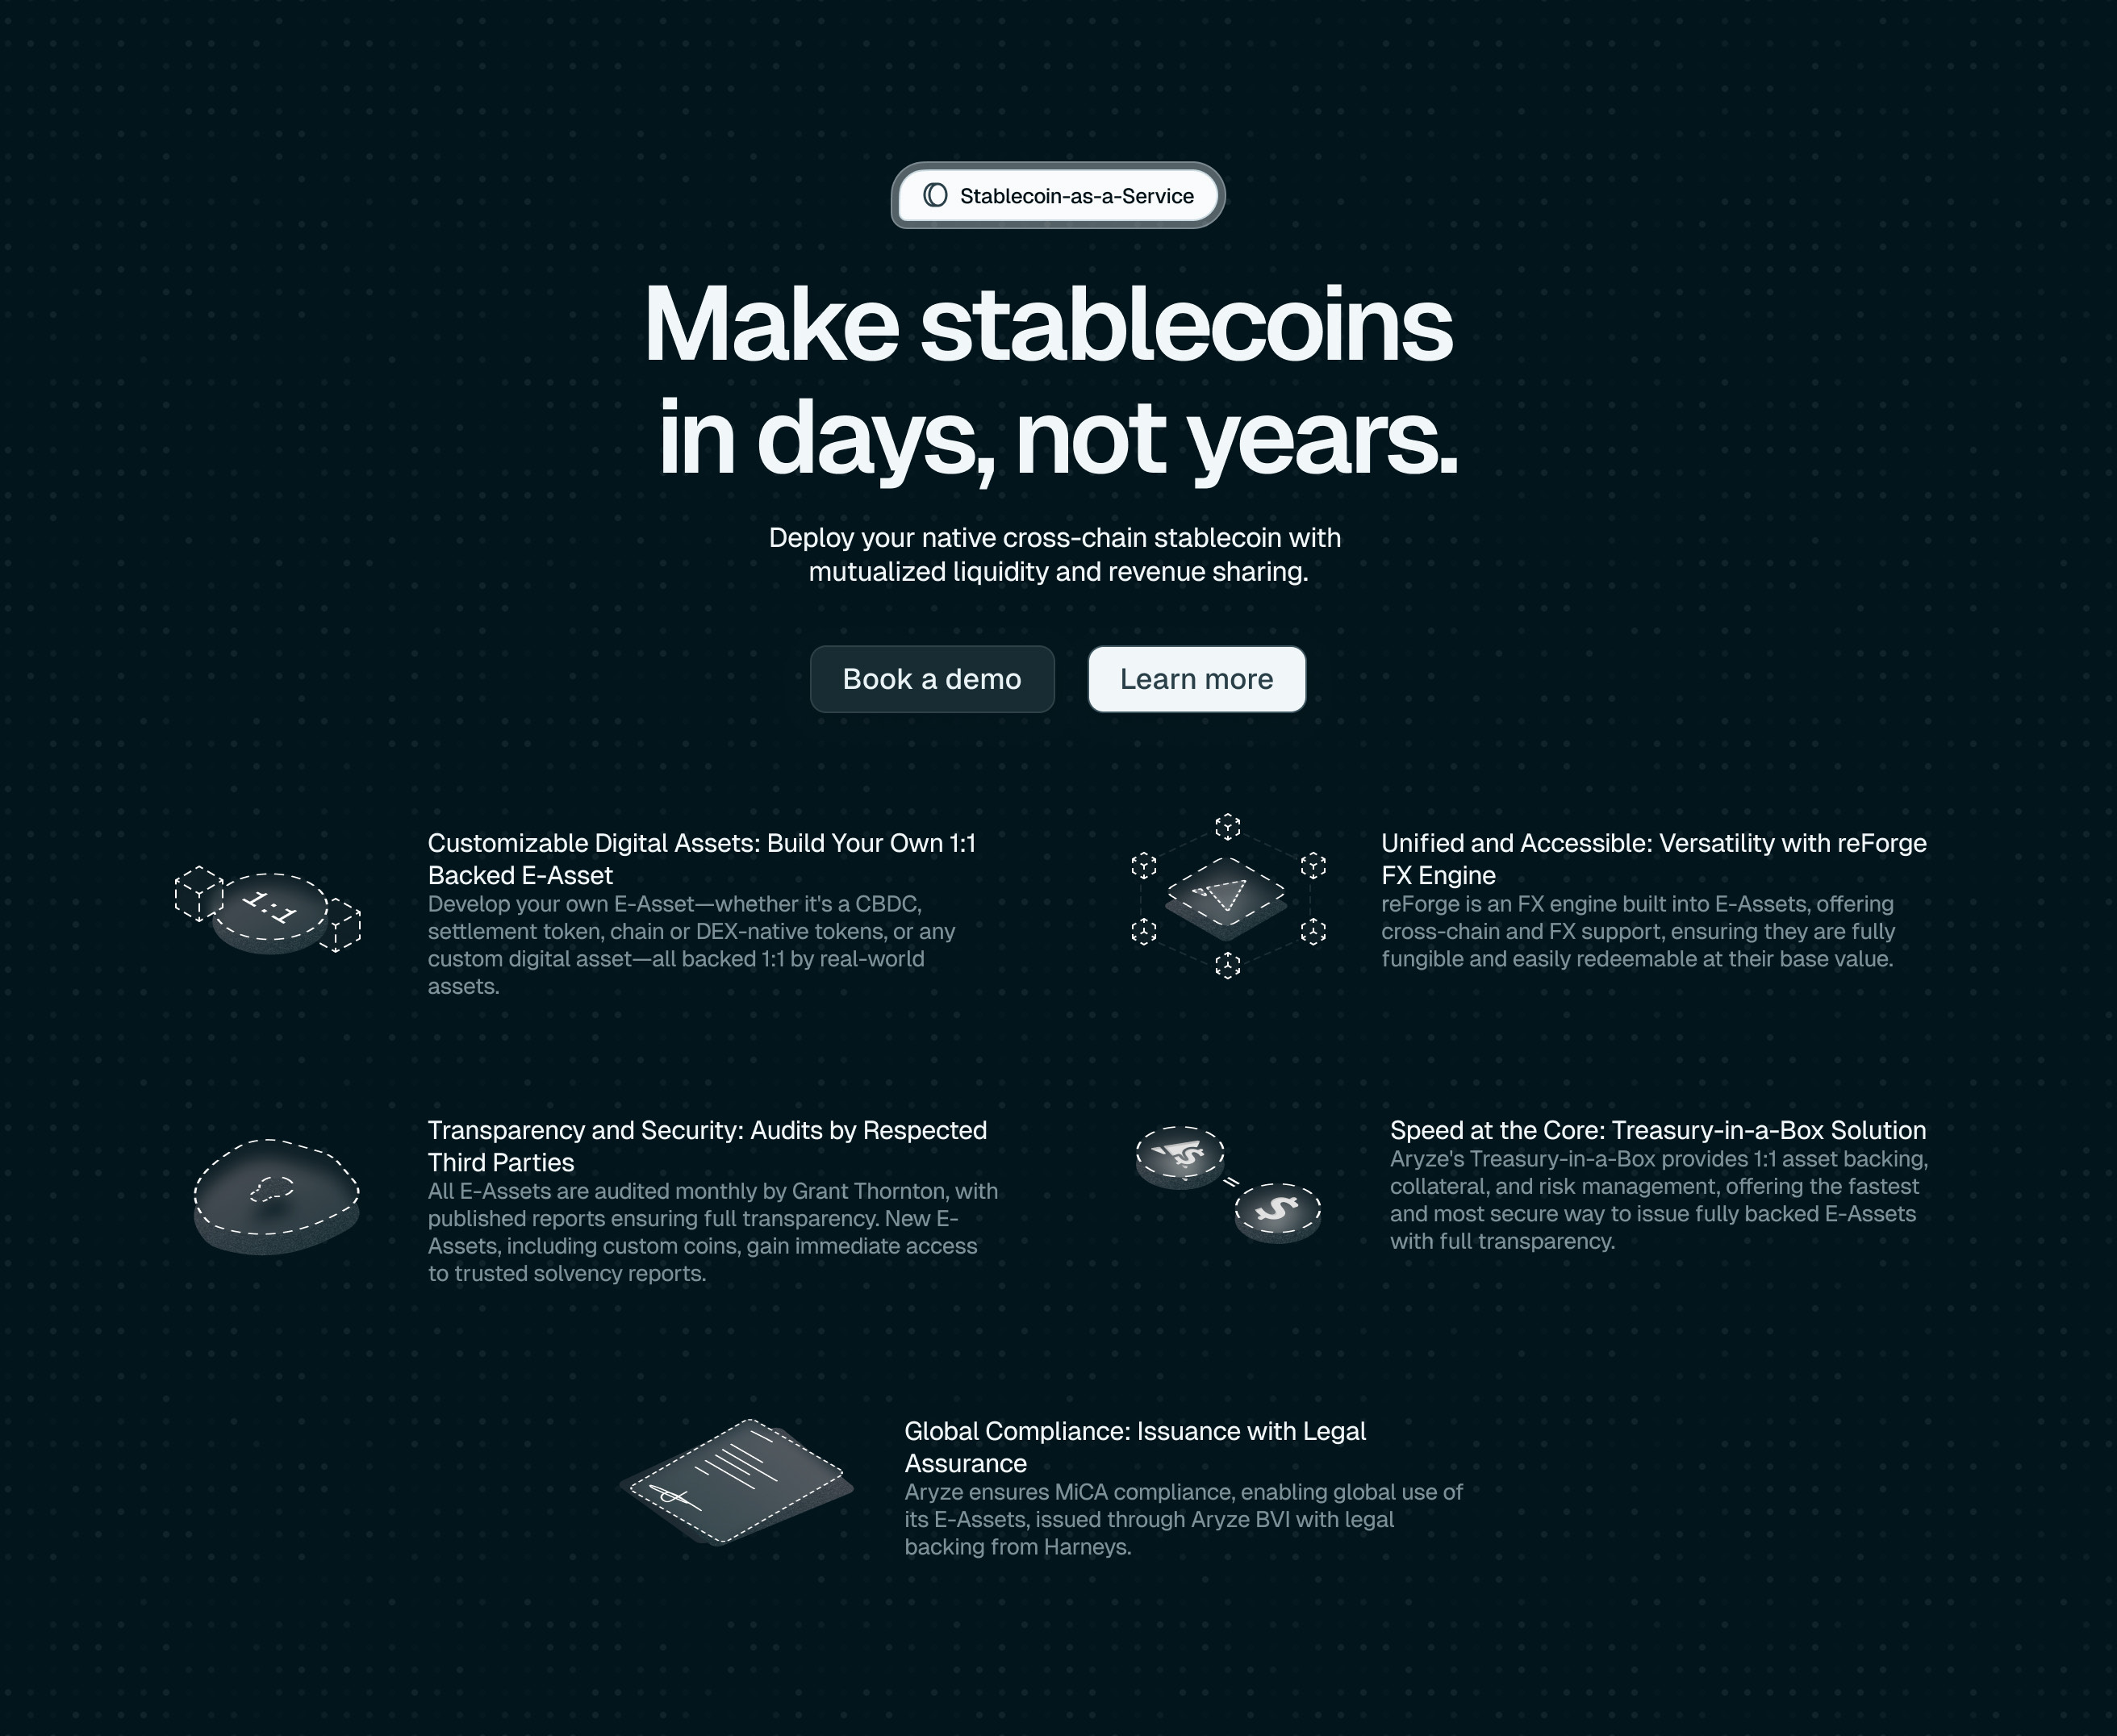 Stablecoin-as-a-Service
Make stablecoins
in days, not years.
Deploy your native cross-chain stablecoin with
mutualized liquidity and revenue sharing.
Book a demo
Learn more
1:1
Customizable Digital Assets: Build Your Own 1:1
Backed E-Asset
Develop your own E-Asset—whether it's a CBDC,
settlement token, chain or DEX-native tokens, or any
custom digital asset—all backed 1:1 by real-world
assets.
Unified and Accessible: Versatility with reForge
FX Engine
reForge is an FX engine built into E-Assets, offering
cross-chain and FX support, ensuring they are fully
fungible and easily redeemable at their base value.
Transparency and Security: Audits by Respected
Third Parties
All E-Assets are audited monthly by Grant Thornton, with
published reports ensuring full transparency. New E-
Assets, including custom coins, gain immediate access
to trusted solvency reports.
$
$
Speed at the Core: Treasury-in-a-Box Solution
Aryze's Treasury-in-a-Box provides 1:1 asset backing,
collateral, and risk management, offering the fastest
and most secure way to issue fully backed E-Assets
with full transparency.
Global Compliance: Issuance with Legal
Assurance
Aryze ensures MiCA compliance, enabling global use of
its E-Assets, issued through Aryze BVI with legal
backing from Harneys.